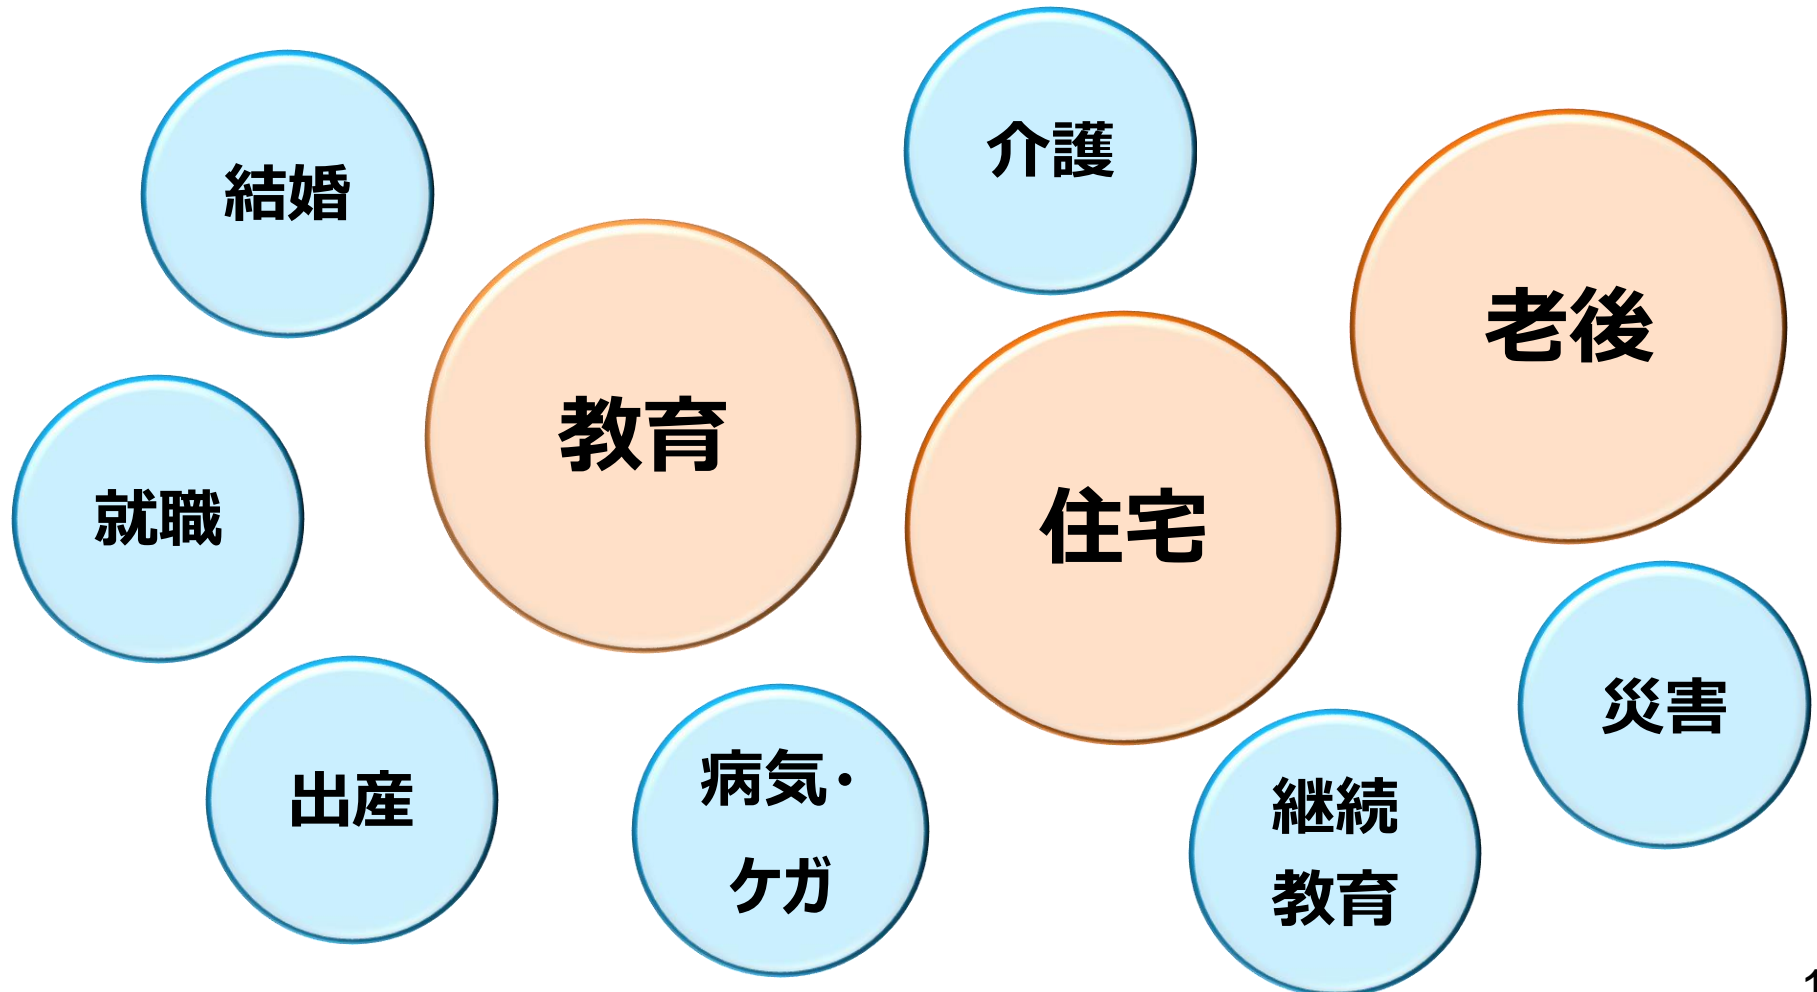 介護
結婚
老後
教育
住宅
就職
災害
出産
病気・
ケガ
継続
教育
1